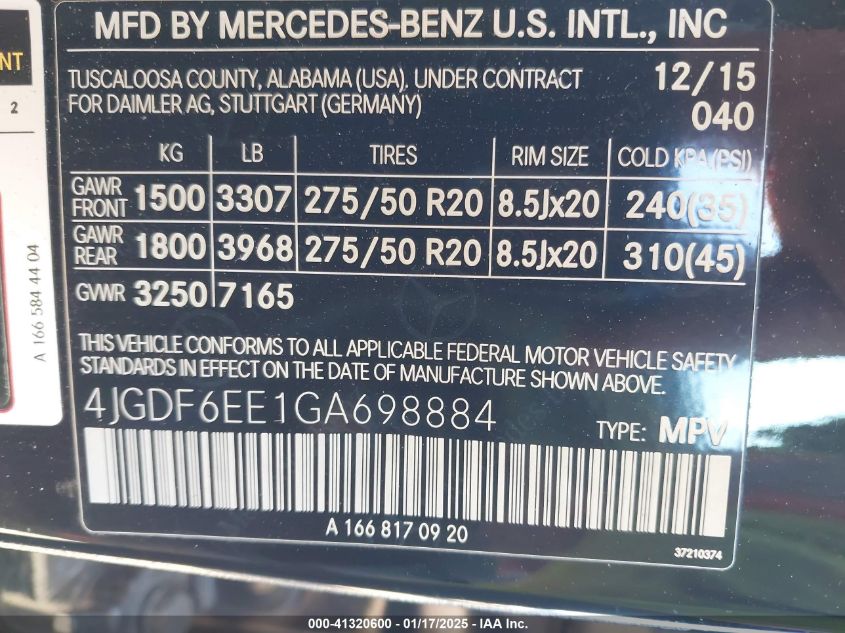 MFD BY MERCEDES-BENZ U.S. INTL., INC
TUSCALOOSA COUNTY, ALABAMA (USA), UNDER CONTRACT 12/15
FOR DAIMLER AG, STUTTGART (GERMANY) 040
KG LB TIRES RIM SIZE COLD KPA (PSI)
GAWR FRONT 1500 3307 275/50 R20 8.5Jx20 240(35)
GAWR REAR 1800 3968 275/50 R20 8.5Jx20 310(45)
GVWR 3250 7165
THIS VEHICLE CONFORMS TO ALL APPLICABLE FEDERAL MOTOR VEHICLE SAFETY
STANDARDS IN EFFECT ON THE DATE OF MANUFACTURE SHOWN ABOVE.
4JGDF6EE1GA698884 TYPE: MPV
A 166 817 09 20
37210374
2
A 166 584 44 04
000-41320600 - 01/17/2025 - IAA Inc.